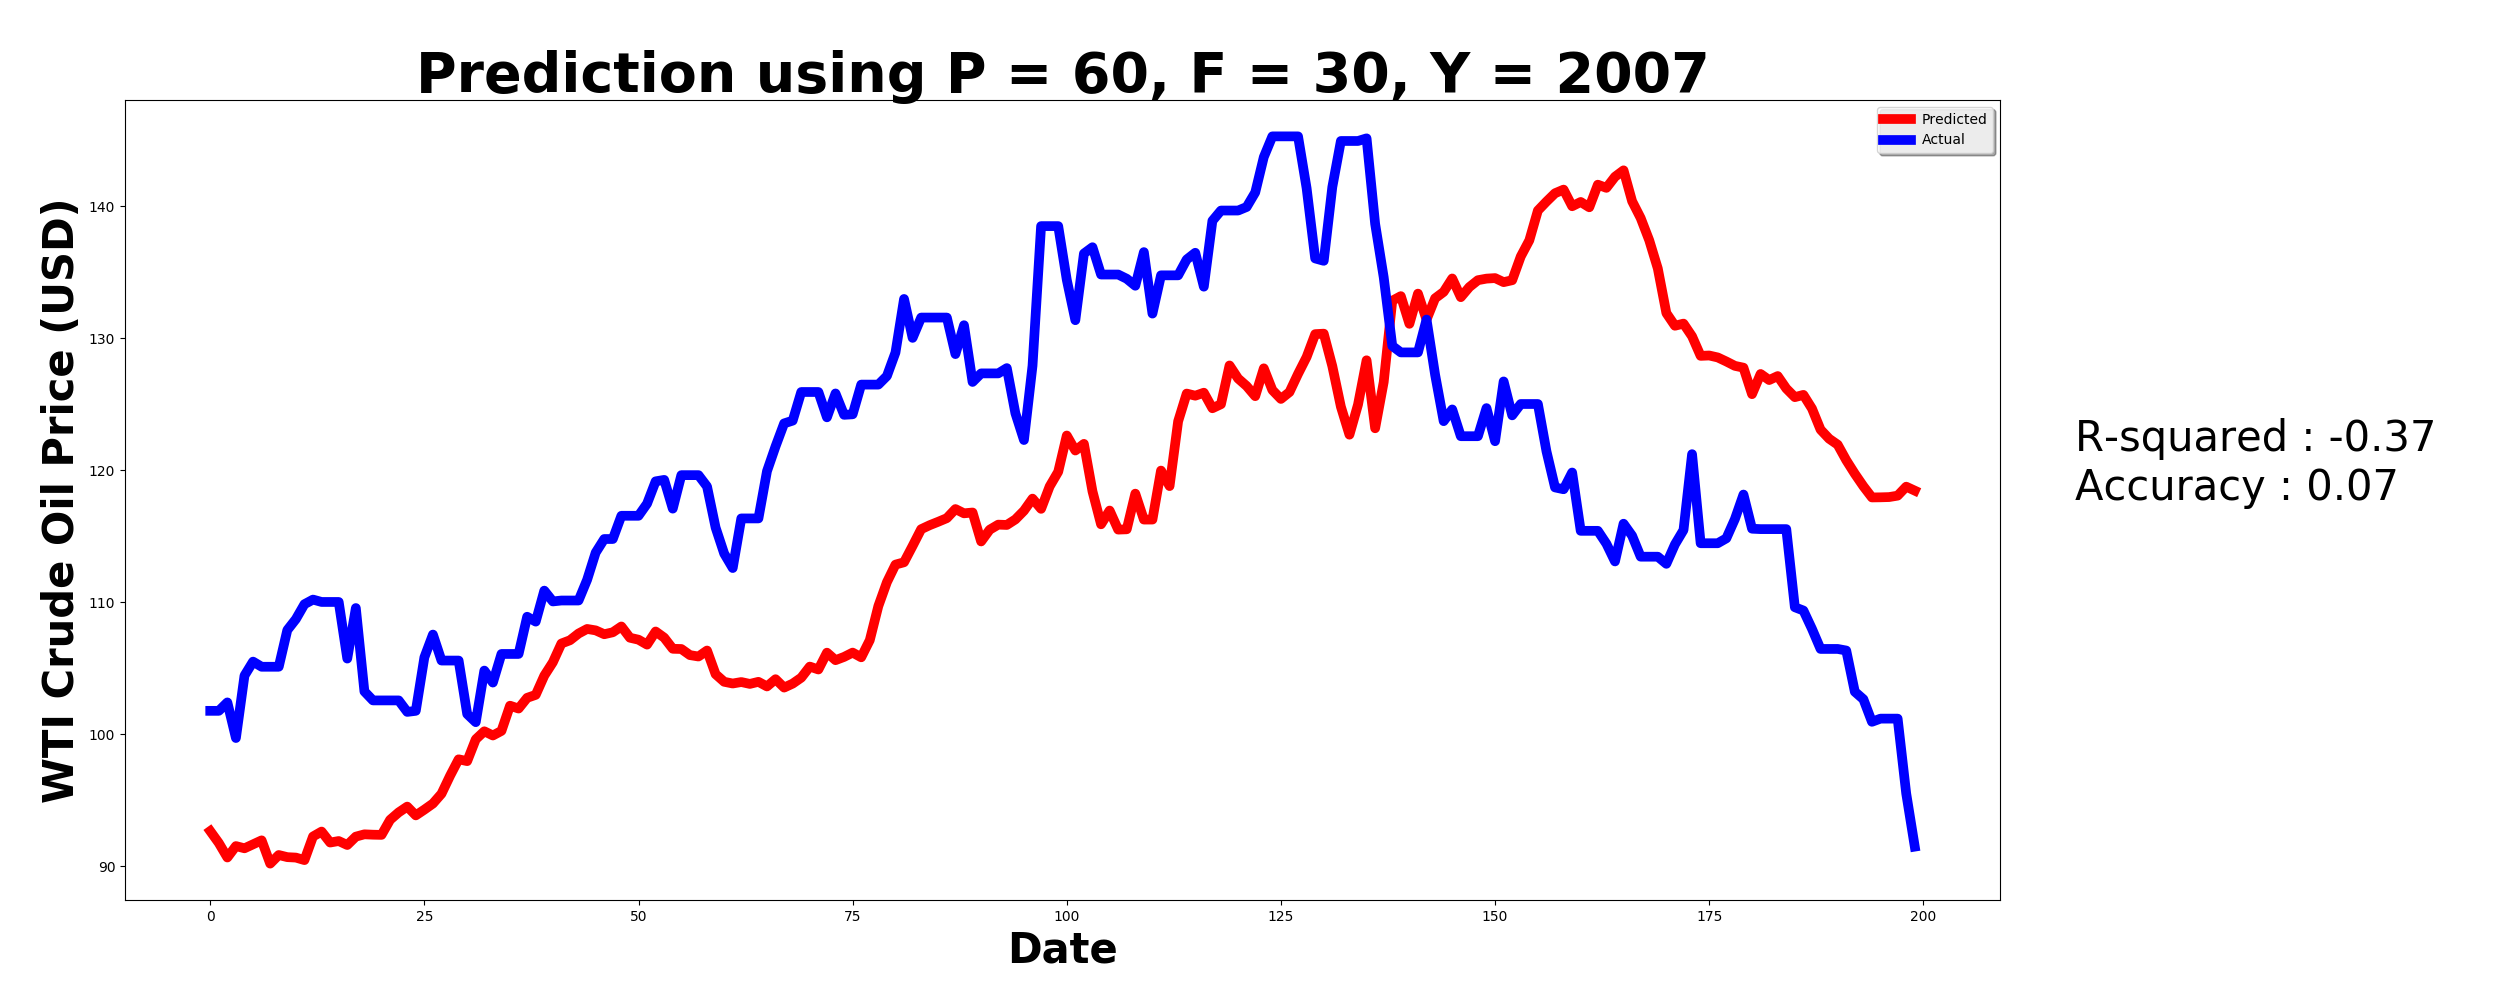 Prediction using P = 60, F = 30, Y = 2007
Predicted
Actual
WTI Crude Oil Price (USD)
140
130
120
110
100
90
0 25 50 75 100 125 150 175 200
Date
R-squared : -0.37
Accuracy : 0.07